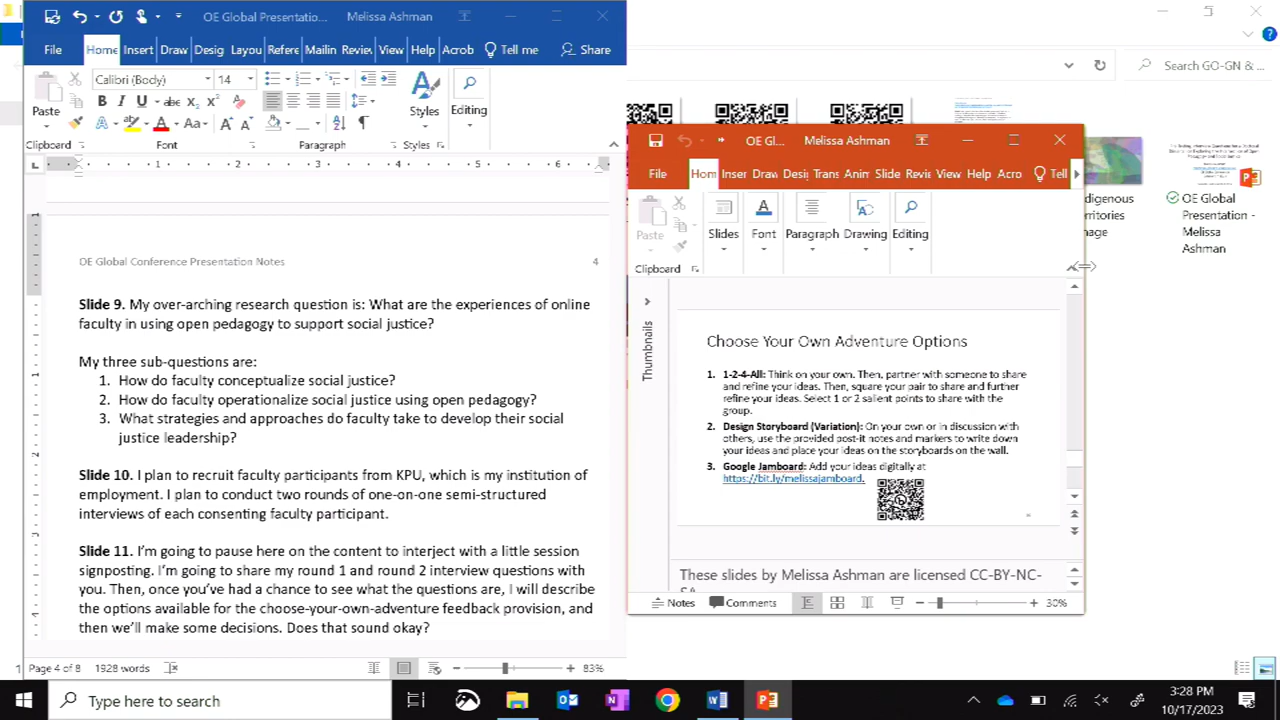 OE Global Presentatio... Melissa Ashman
File Home Insert Draw Desig Layou Refere Mailin Reviev View Help Acrob Tell me Share
Calibri (Body) 14
Paste
Styles
Editing
Clipboard Font Paragraph Styles
1 2 3 4 5 6
OE Global Conference Presentation Notes 4
Slide 9. My over-arching research question is: What are the experiences of online
faculty in using open pedagogy to support social justice?
My three sub-questions are:
1. How do faculty conceptualize social justice?
2. How do faculty operationalize social justice using open pedagogy?
3. What strategies and approaches do faculty take to develop their social
justice leadership?
Slide 10. I plan to recruit faculty participants from KPU, which is my institution of
employment. I plan to conduct two rounds of one-on-one semi-structured
interviews of each consenting faculty participant.
Slide 11. I'm going to pause here on the content to interject with a little session
signposting. I'm going to share my round 1 and round 2 interview questions with
you. Then, once you've had a chance to see what the questions are, I will describe
the options available for the choose-your-own-adventure feedback provision, and
then we'll make some decisions. Does that sound okay?
Page 4 of 8 1928 words 83%
Search GO-GN & ...
OE Gl... Melissa Ashman
File Hom Inser Draw Desig Trans Anin Slide Revie View Help Acro Tell
Paste
Slides Font Paragraph Drawing Editing
Clipboard
Thumbnails
Choose Your Own Adventure Options
1. 1-2-4-All: Think on your own. Then, partner with someone to share
and refine your ideas. Then, square your pair to share and further
refine your ideas. Select 1 or 2 salient points to share with the
group.
2. Design Storyboard (Variation): On your own or in discussion with
others, use the provided post-it notes and markers to write down
your ideas and place your ideas on the storyboards on the wall.
3. Google Jamboard: Add your ideas digitally at
https://bit.ly/melissajamboard.
These slides by Melissa Ashman are licensed CC-BY-NC-
Notes Comments 30%
digenous
erritories
nage
OE Global
Presentation -
Melissa
Ashman
Type here to search
3:28 PM
10/17/2023